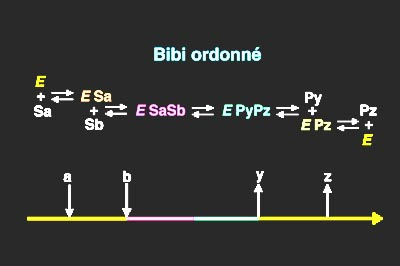 Bibi ordonné
E
+
Sa
⇌
E Sa
+
Sb
⇌
E SaSb
⇌
E PyPz
⇌
Py
+
E Pz
⇌
Pz
+
E
a b y z